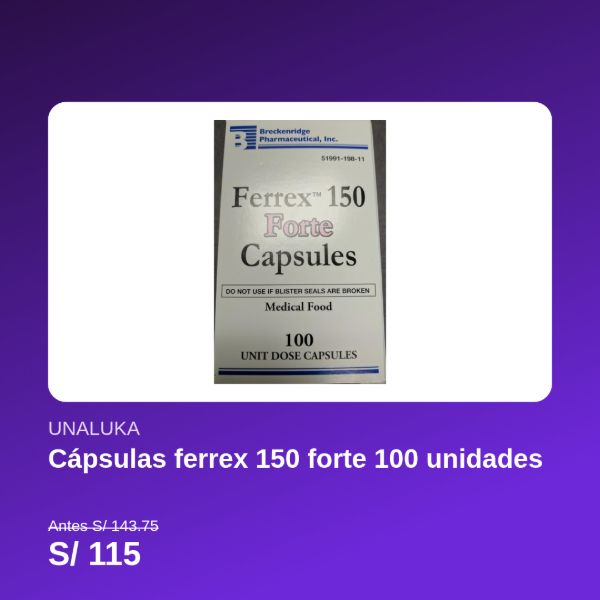 Breckenridge
Pharmaceutical, Inc.
51991-198-11
Ferrex™ 150
Forte
Capsules
DO NOT USE IF BLISTER SEALS ARE BROKEN
Medical Food
100
UNIT DOSE CAPSULES
UNALUKA
Cápsulas ferrex 150 forte 100 unidades
Antes S/ 143.75
S/ 115